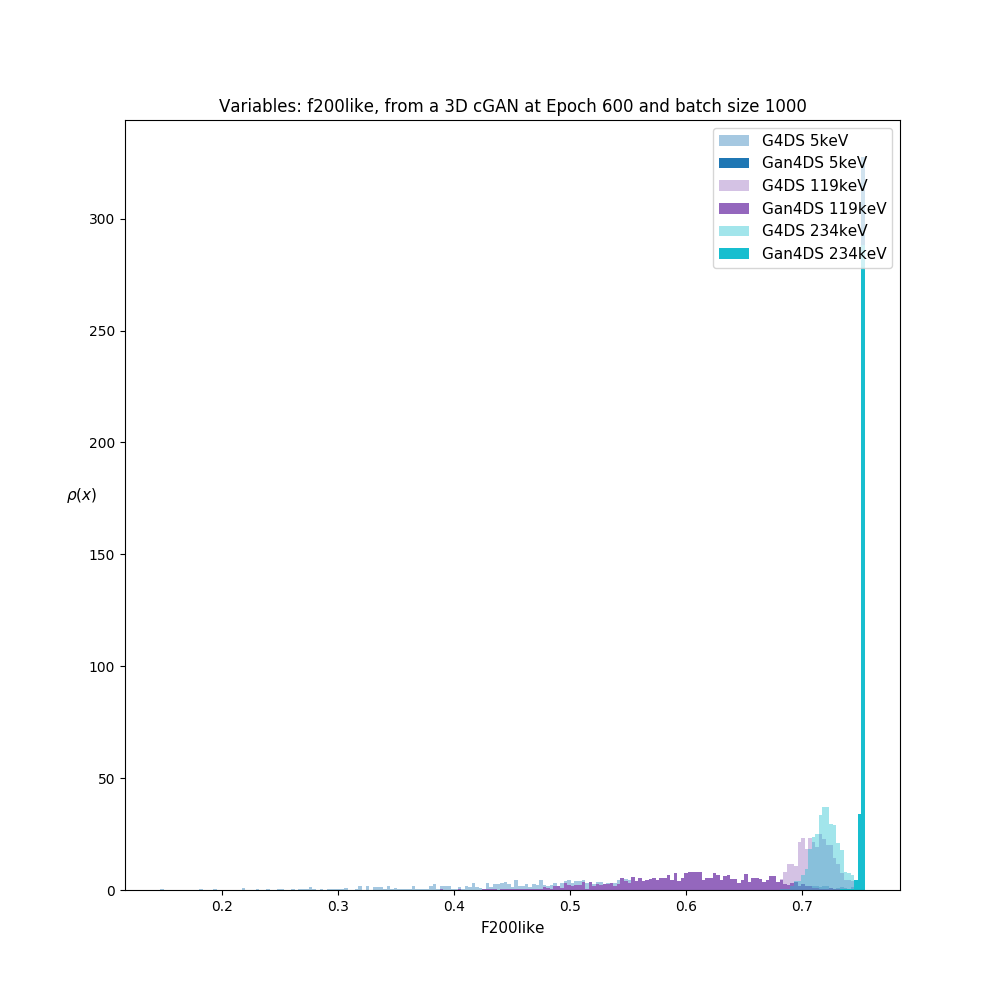 Variables: f200like, from a 3D cGAN at Epoch 600 and batch size 1000
G4DS 5keV
Gan4DS 5keV
G4DS 119keV
Gan4DS 119keV
G4DS 234keV
Gan4DS 234keV
300
250
200
ρ(x)
150
100
50
0
0.2 0.3 0.4 0.5 0.6 0.7
F200like